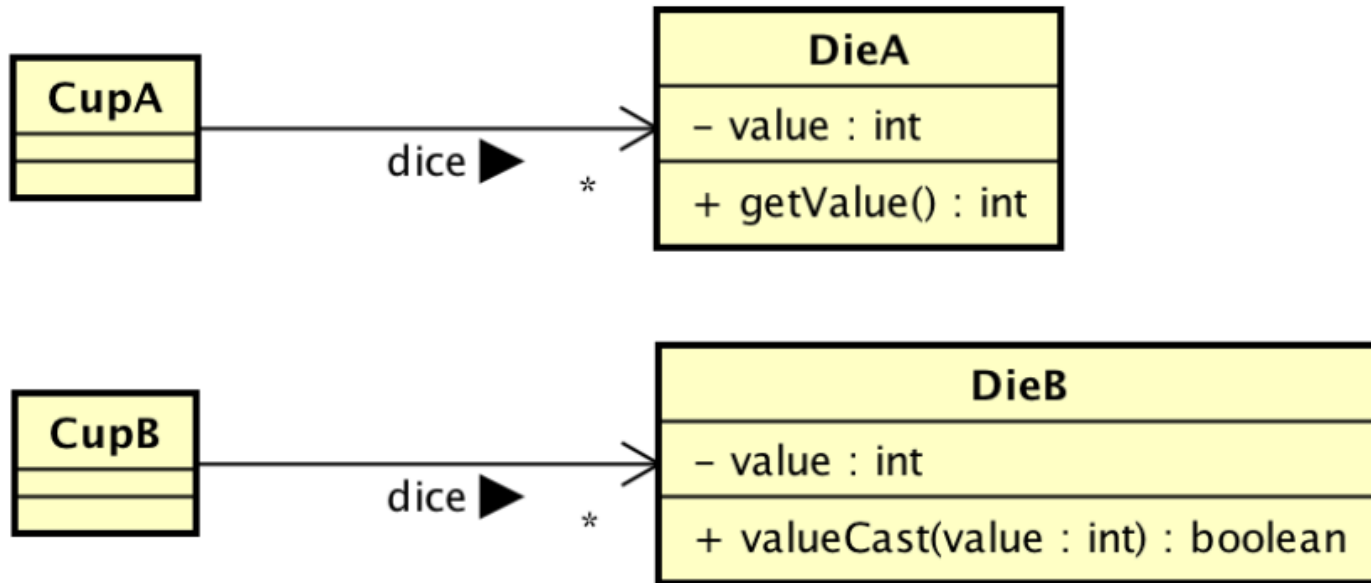 CupA
dice ▶
*
DieA
– value : int
+ getValue() : int
CupB
dice ▶
*
DieB
– value : int
+ valueCast(value : int) : boolean